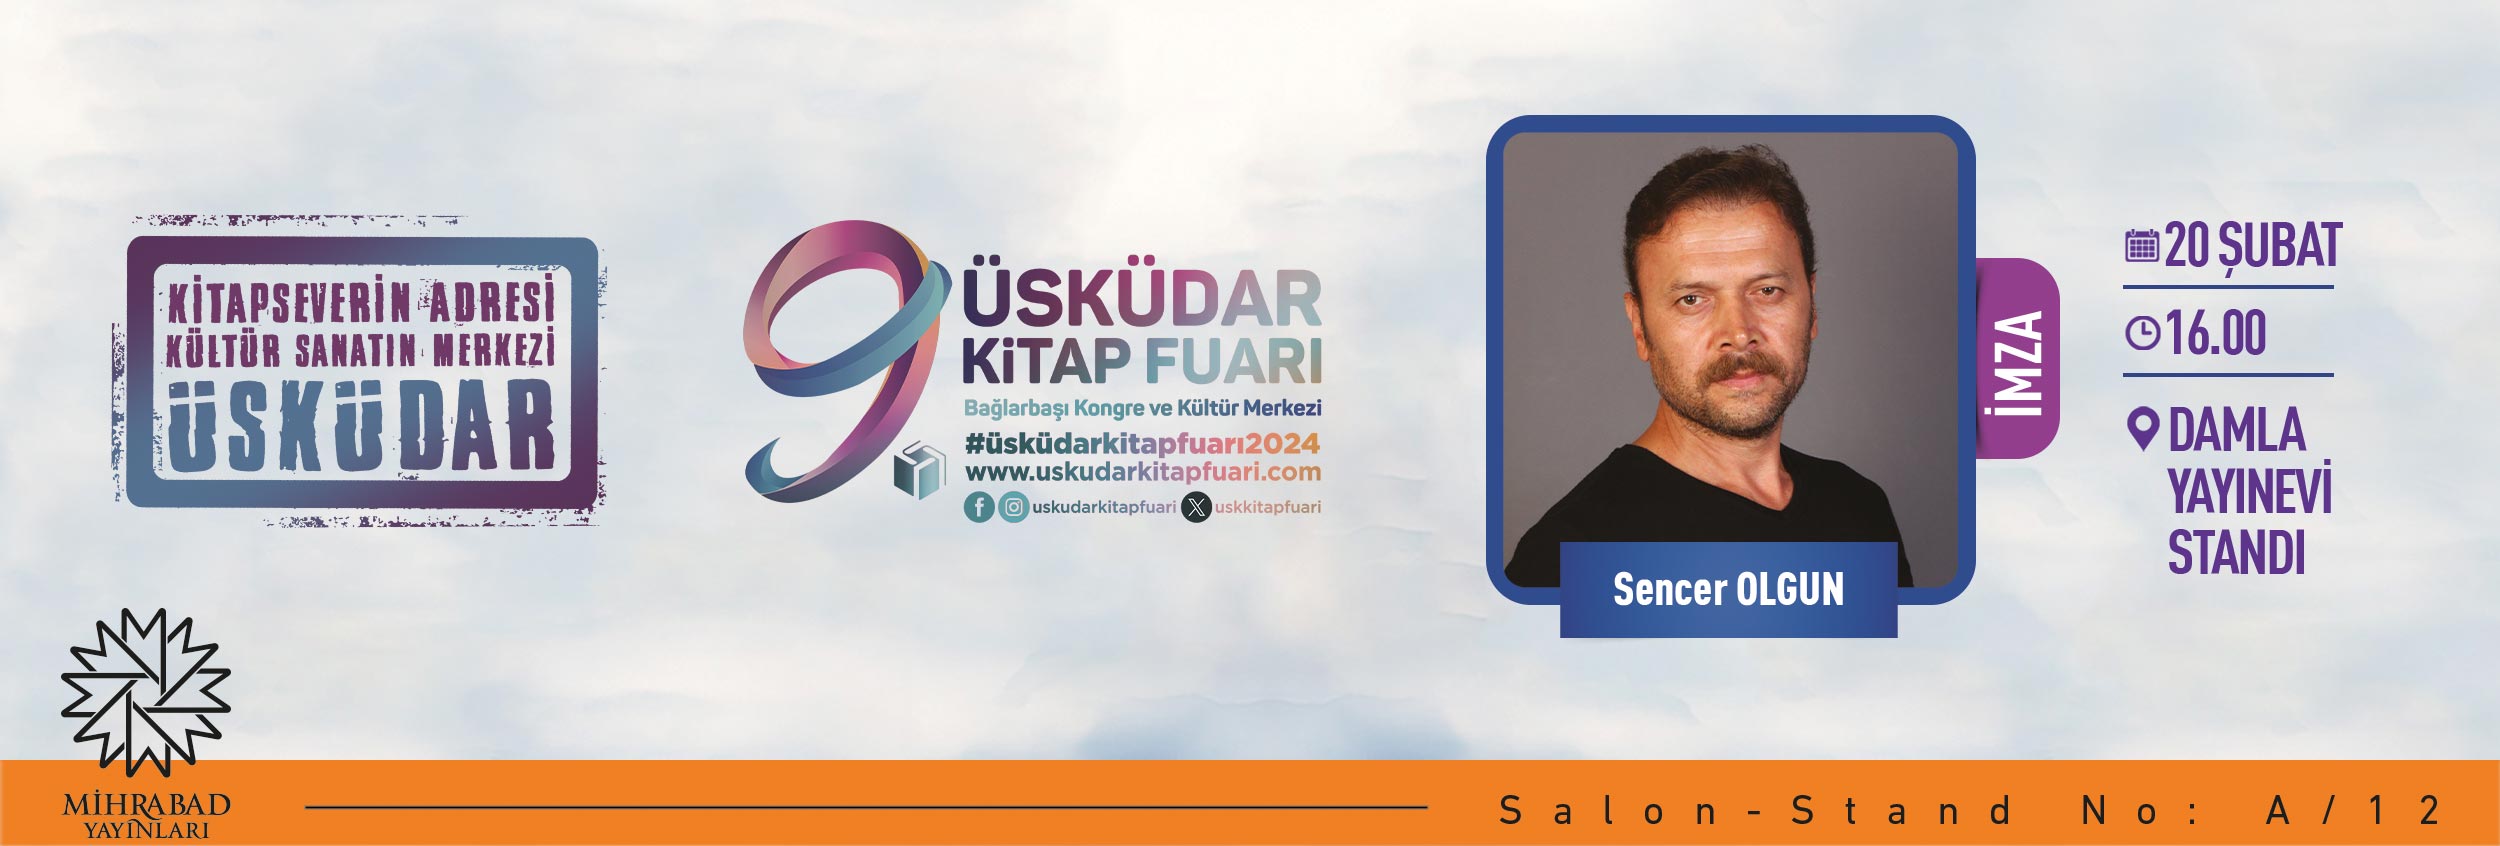 KİTAPSEVERİN ADRESİ
KÜLTÜR SANATIN MERKEZİ
ÜSKÜDAR
9
ÜSKÜDAR
KiTAP FUARI
Bağlarbaşı Kongre ve Kültür Merkezi
#üsküdarkitapfuarı2024
www.uskudarkitapfuari.com
uskudarkitapfuari uskkitapfuari
Sencer OLGUN
İMZA
20 ŞUBAT
16.00
DAMLA
YAYINEVİ
STANDI
MİHRABAD
YAYINLARI
Salon-Stand No: A/12